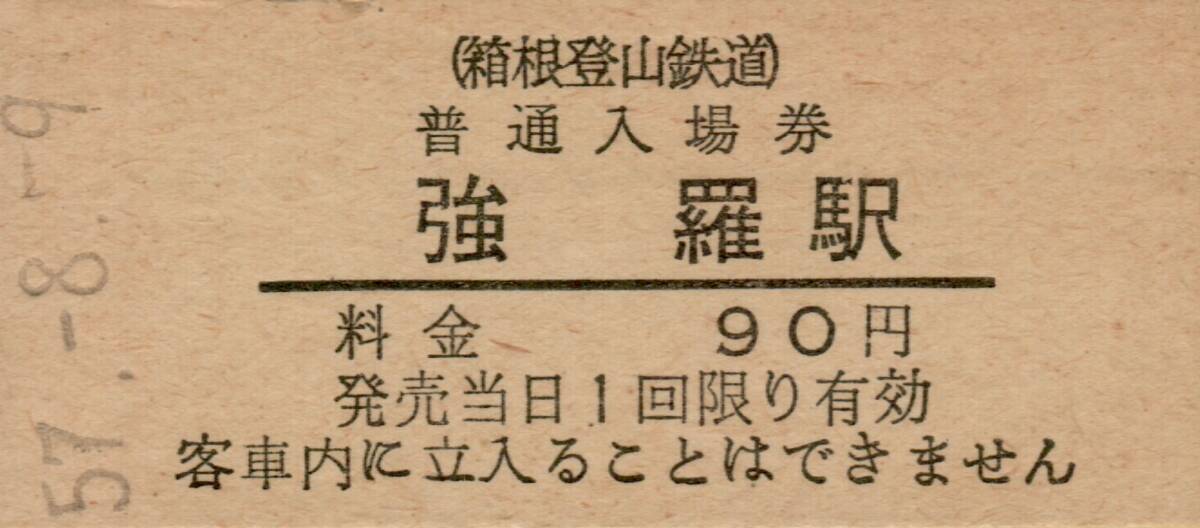 (箱根登山鉄道)
普通入場券
強羅駅
料金 90円
発売当日1回限り有効
客車内に立入ることはできません
57.-8.-9